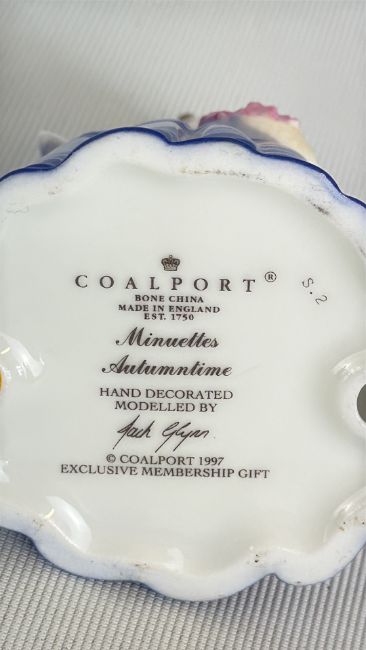 COALPORT®
BONE CHINA
MADE IN ENGLAND
EST. 1750
Minuettes
Autumntime
HAND DECORATED
MODELLED BY
Jack Glynn
© COALPORT 1997
EXCLUSIVE MEMBERSHIP GIFT
S.2